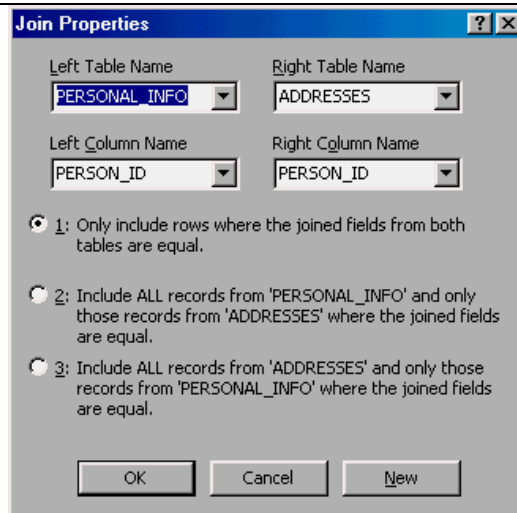 Join Properties
Left Table Name
Right Table Name
PERSONAL_INFO
ADDRESSES
Left Column Name
Right Column Name
PERSON_ID
PERSON_ID
1: Only include rows where the joined fields from both
tables are equal.
2: Include ALL records from 'PERSONAL_INFO' and only
those records from 'ADDRESSES' where the joined fields
are equal.
3: Include ALL records from 'ADDRESSES' and only those
records from 'PERSONAL_INFO' where the joined fields
are equal.
OK
Cancel
New